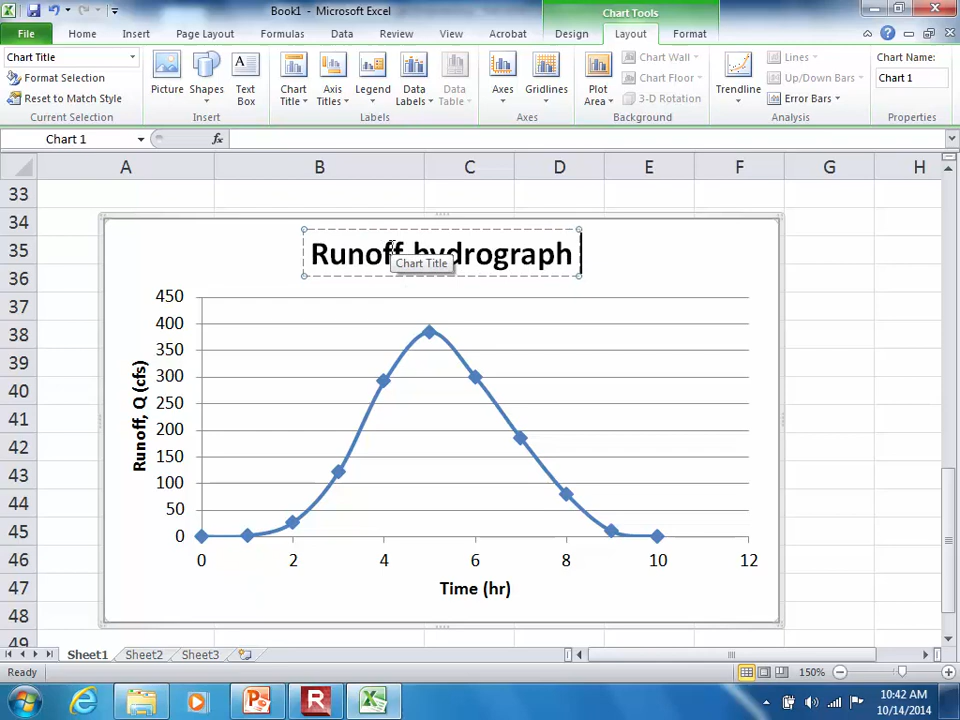 Book1 - Microsoft Excel
Chart Tools
File Home Insert Page Layout Formulas Data Review View Acrobat Design Layout Format
Chart Title
Format Selection
Reset to Match Style
Current Selection
Picture Shapes Text Box
Insert
Chart Title Axis Titles Legend Data Labels Data Table
Labels
Axes Gridlines
Axes
Plot Area
Chart Wall
Chart Floor
3-D Rotation
Background
Trendline
Lines
Up/Down Bars
Error Bars
Analysis
Chart Name:
Chart 1
Properties
Chart 1
fx
A B C D E F G H
33
34
35
36
37
38
39
40
41
42
43
44
45
46
47
48
49
Runoff hydrograph
Chart Title
450
400
350
300
250
200
150
100
50
0
Runoff, Q (cfs)
0 2 4 6 8 10 12
Time (hr)
Sheet1 Sheet2 Sheet3
Ready
150%
10:42 AM
10/14/2014